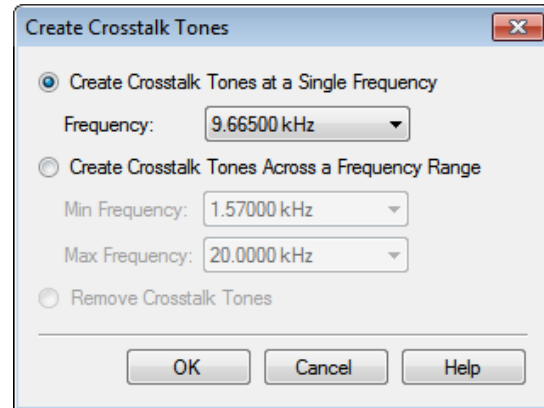 Create Crosstalk Tones
Create Crosstalk Tones at a Single Frequency
Frequency: 9.66500 kHz
Create Crosstalk Tones Across a Frequency Range
Min Frequency: 1.57000 kHz
Max Frequency: 20.0000 kHz
Remove Crosstalk Tones
OK Cancel Help